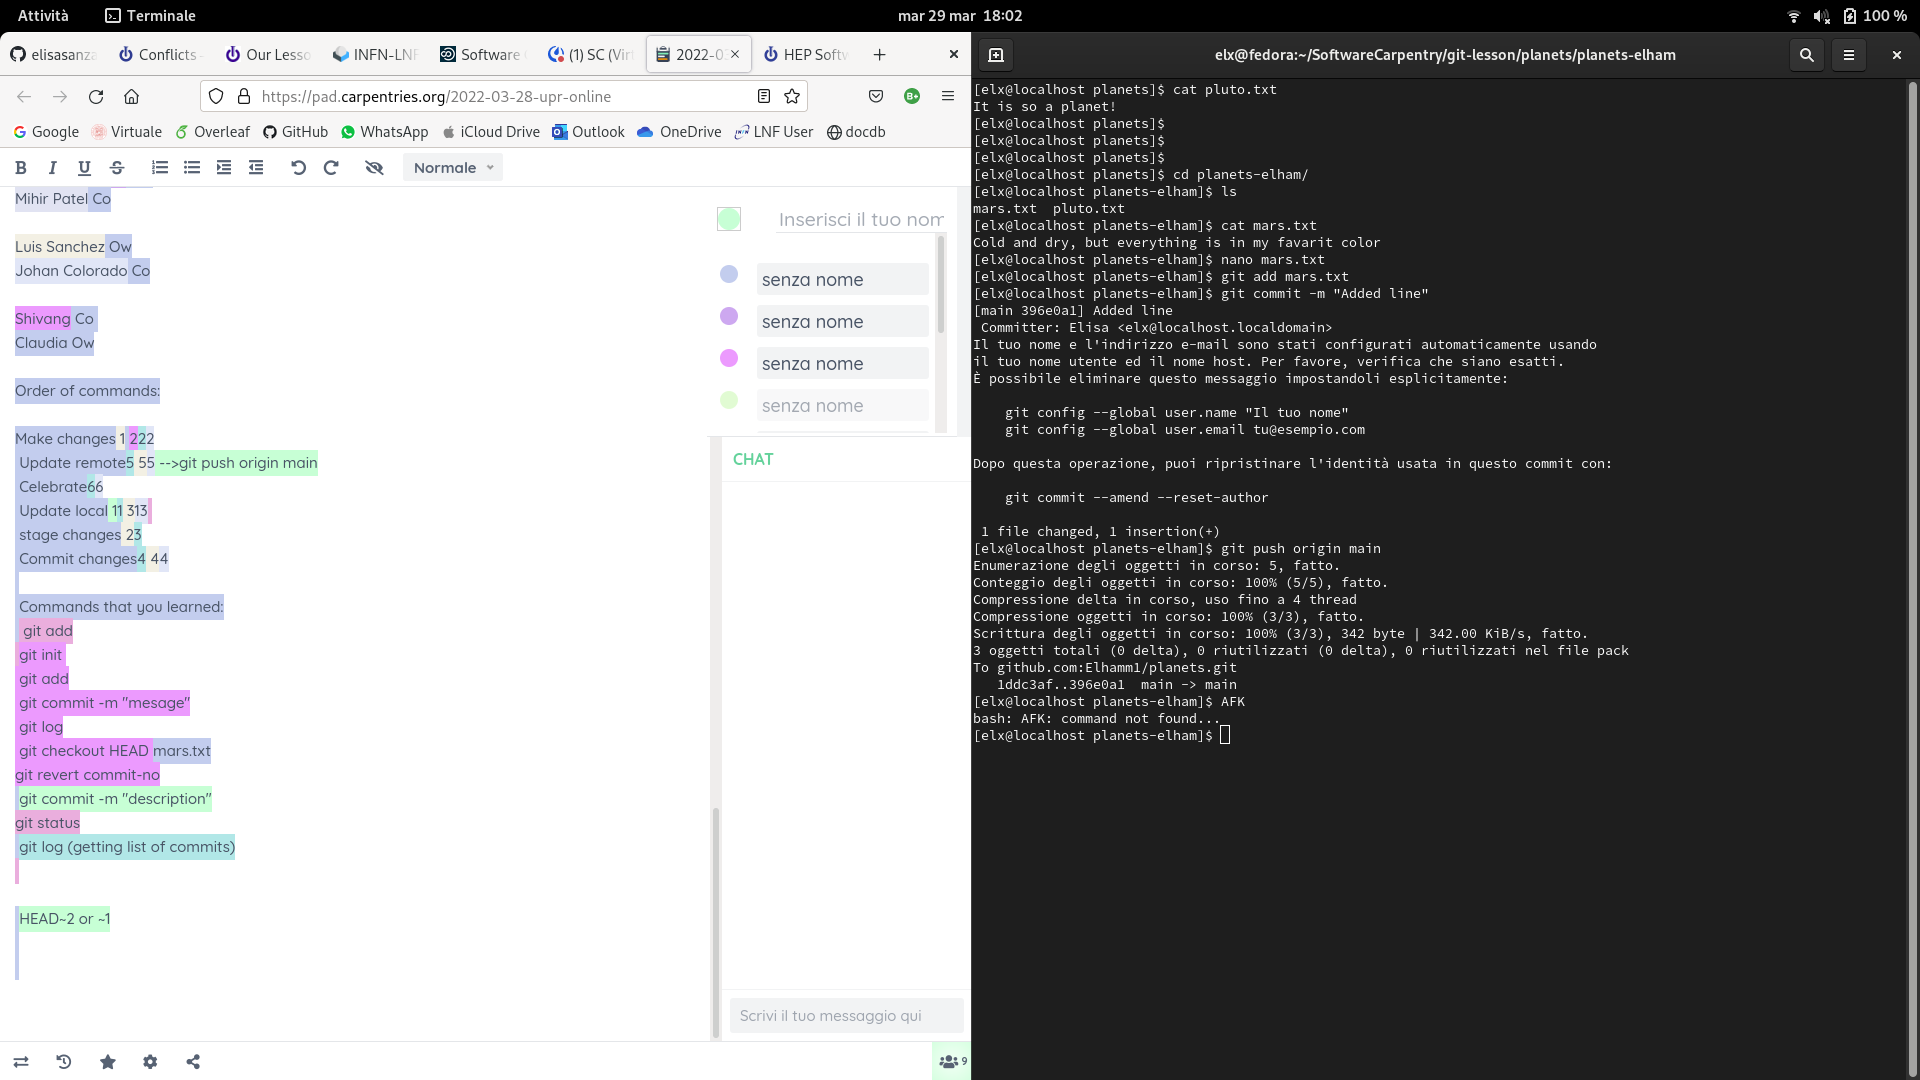 Attività
Terminale
mar 29 mar 18:02
100 %
elisasanza
Conflicts
Our Lesso
INFN-LNF
Software
(1) SC (Vir
2022-03
HEP Softw
https://pad.carpentries.org/2022-03-28-upr-online
Google
Virtuale
Overleaf
GitHub
WhatsApp
iCloud Drive
Outlook
OneDrive
LNF User
docdb
B I U S
Normale
Mihir Patel Co
Luis Sanchez Ow
Johan Colorado Co
Shivang Co
Claudia Ow
Order of commands:
Make changes 1 222
Update remote5 55 -->git push origin main
Celebrate66
Update local 11 313
stage changes 23
Commit changes4 44
Commands that you learned:
git add
git init
git add
git commit -m "mesage"
git log
git checkout HEAD mars.txt
git revert commit-no
git commit -m "description"
git status
git log (getting list of commits)
HEAD~2 or ~1
Inserisci il tuo nom
senza nome
senza nome
senza nome
senza nome
CHAT
Scrivi il tuo messaggio qui
9
elx@fedora:~/SoftwareCarpentry/git-lesson/planets/planets-elham
[elx@localhost planets]$ cat pluto.txt
It is so a planet!
[elx@localhost planets]$
[elx@localhost planets]$
[elx@localhost planets]$
[elx@localhost planets]$ cd planets-elham/
[elx@localhost planets-elham]$ ls
mars.txt  pluto.txt
[elx@localhost planets-elham]$ cat mars.txt
Cold and dry, but everything is in my favarit color
[elx@localhost planets-elham]$ nano mars.txt
[elx@localhost planets-elham]$ git add mars.txt
[elx@localhost planets-elham]$ git commit -m "Added line"
[main 396e0a1] Added line
Committer: Elisa <elx@localhost.localdomain>
Il tuo nome e l'indirizzo e-mail sono stati configurati automaticamente usando
il tuo nome utente ed il nome host. Per favore, verifica che siano esatti.
È possibile eliminare questo messaggio impostandoli esplicitamente:
git config --global user.name "Il tuo nome"
git config --global user.email tu@esempio.com
Dopo questa operazione, puoi ripristinare l'identità usata in questo commit con:
git commit --amend --reset-author
1 file changed, 1 insertion(+)
[elx@localhost planets-elham]$ git push origin main
Enumerazione degli oggetti in corso: 5, fatto.
Conteggio degli oggetti in corso: 100% (5/5), fatto.
Compressione delta in corso, uso fino a 4 thread
Compressione oggetti in corso: 100% (3/3), fatto.
Scrittura degli oggetti in corso: 100% (3/3), 342 byte | 342.00 KiB/s, fatto.
3 oggetti totali (0 delta), 0 riutilizzati (0 delta), 0 riutilizzati nel file pack
To github.com:Elhamm1/planets.git
1ddc3af..396e0a1  main -> main
[elx@localhost planets-elham]$ AFK
bash: AFK: command not found...
[elx@localhost planets-elham]$